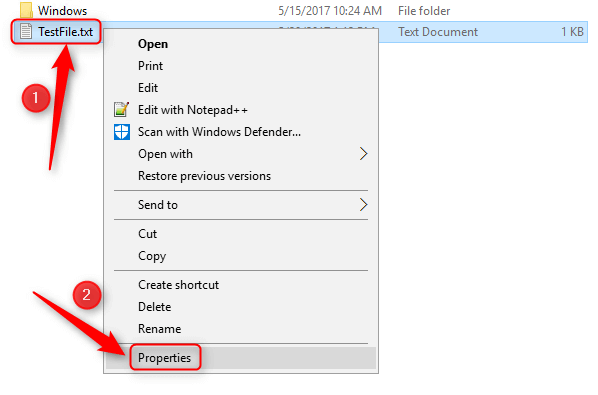 Windows 5/15/2017 10:24 AM File folder
TestFile.txt Text Document 1 KB
Open
Print
1
Edit
Edit with Notepad++
Scan with Windows Defender...
Open with
Restore previous versions
Send to
Cut
Copy
Create shortcut
2
Delete
Rename
Properties